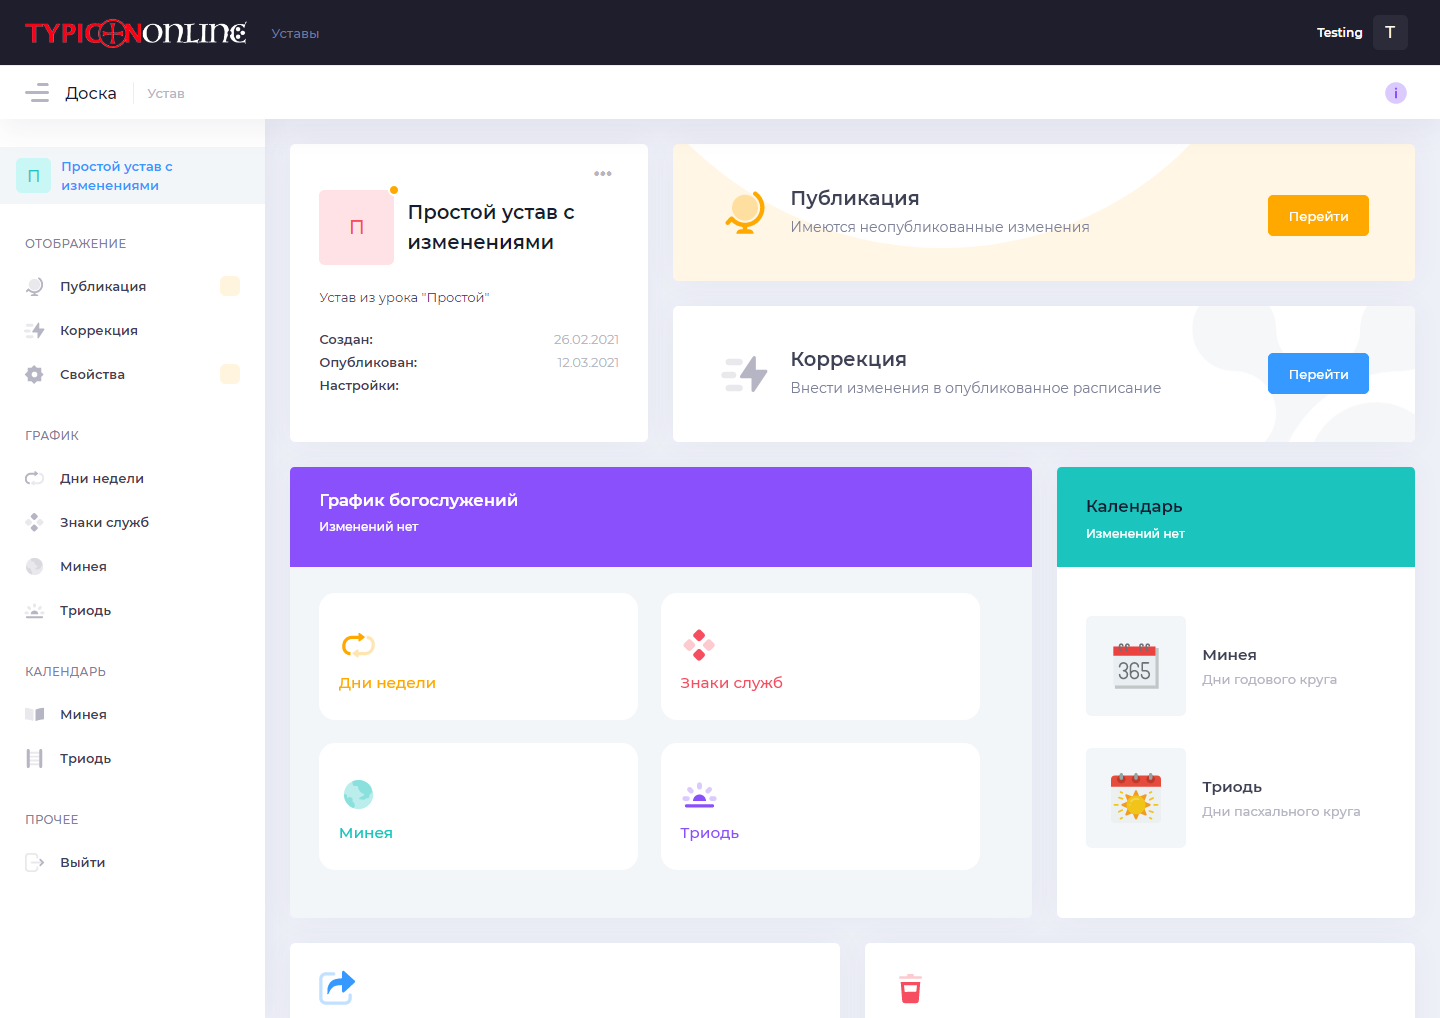 TYPICONONLINE
Уставы
Testing
T
Доска
Устав
i
П
Простой устав с
изменениями
ОТОБРАЖЕНИЕ
Публикация
Коррекция
Свойства
ГРАФИК
Дни недели
Знаки служб
Минея
Триодь
КАЛЕНДАРЬ
Минея
Триодь
ПРОЧЕЕ
Выйти
П
Простой устав с
изменениями
Устав из урока "Простой"
Создан: 26.02.2021
Опубликован: 12.03.2021
Настройки:
Публикация
Имеются неопубликованные изменения
Перейти
Коррекция
Внести изменения в опубликованное расписание
Перейти
График богослужений
Изменений нет
Дни недели
Знаки служб
Минея
Триодь
Календарь
Изменений нет
365
Минея
Дни годового круга
Триодь
Дни пасхального круга